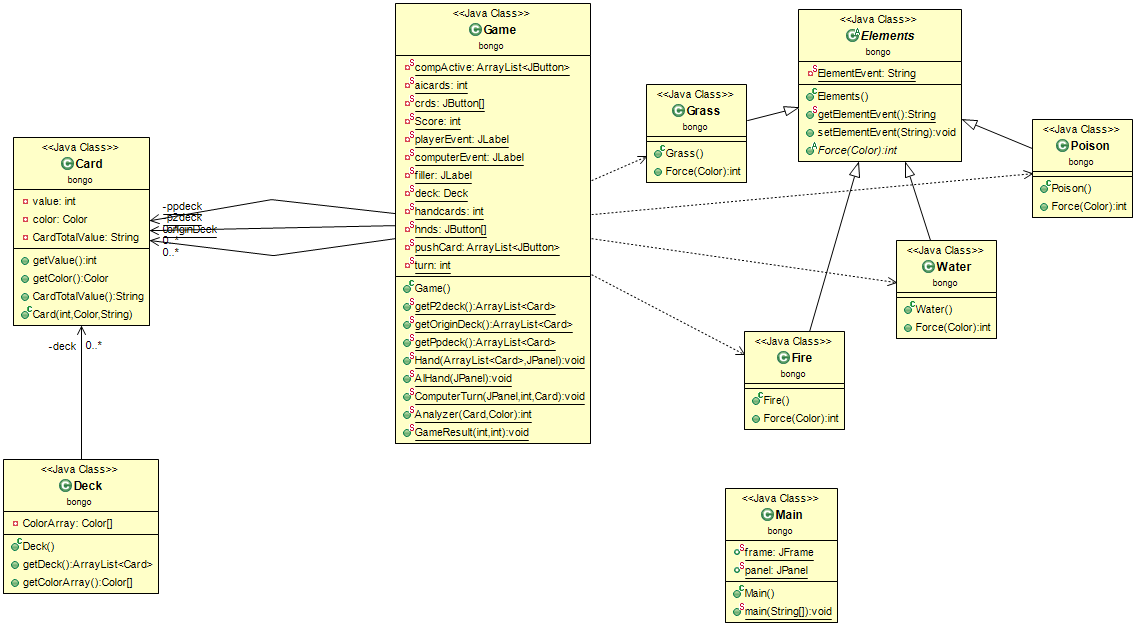 <<Java Class>>
Card
bongo
value: int
color: Color
CardTotalValue: String
getValue():int
getColor():Color
CardTotalValue():String
Card(int,Color,String)
-deck 0..*
<<Java Class>>
Deck
bongo
ColorArray: Color[]
Deck()
getDeck():ArrayList<Card>
getColorArray():Color[]
-ppdeck
-p2deck
-originDeck
0..*
0..*
<<Java Class>>
Game
bongo
compActive: ArrayList<JButton>
aicards: int
crds: JButton[]
Score: int
playerEvent: JLabel
computerEvent: JLabel
filler: JLabel
deck: Deck
handcards: int
hnds: JButton[]
pushCard: ArrayList<JButton>
turn: int
Game()
getP2deck():ArrayList<Card>
getOriginDeck():ArrayList<Card>
getPpdeck():ArrayList<Card>
Hand(ArrayList<Card>,JPanel):void
AIHand(JPanel):void
ComputerTurn(JPanel,int,Card):void
Analyzer(Card,Color):int
GameResult(int,int):void
<<Java Class>>
Grass
bongo
Grass()
Force(Color):int
<<Java Class>>
Elements
bongo
ElementEvent: String
Elements()
getElementEvent():String
setElementEvent(String):void
Force(Color):int
<<Java Class>>
Poison
bongo
Poison()
Force(Color):int
<<Java Class>>
Water
bongo
Water()
Force(Color):int
<<Java Class>>
Fire
bongo
Fire()
Force(Color):int
<<Java Class>>
Main
bongo
frame: JFrame
panel: JPanel
Main()
main(String[]):void